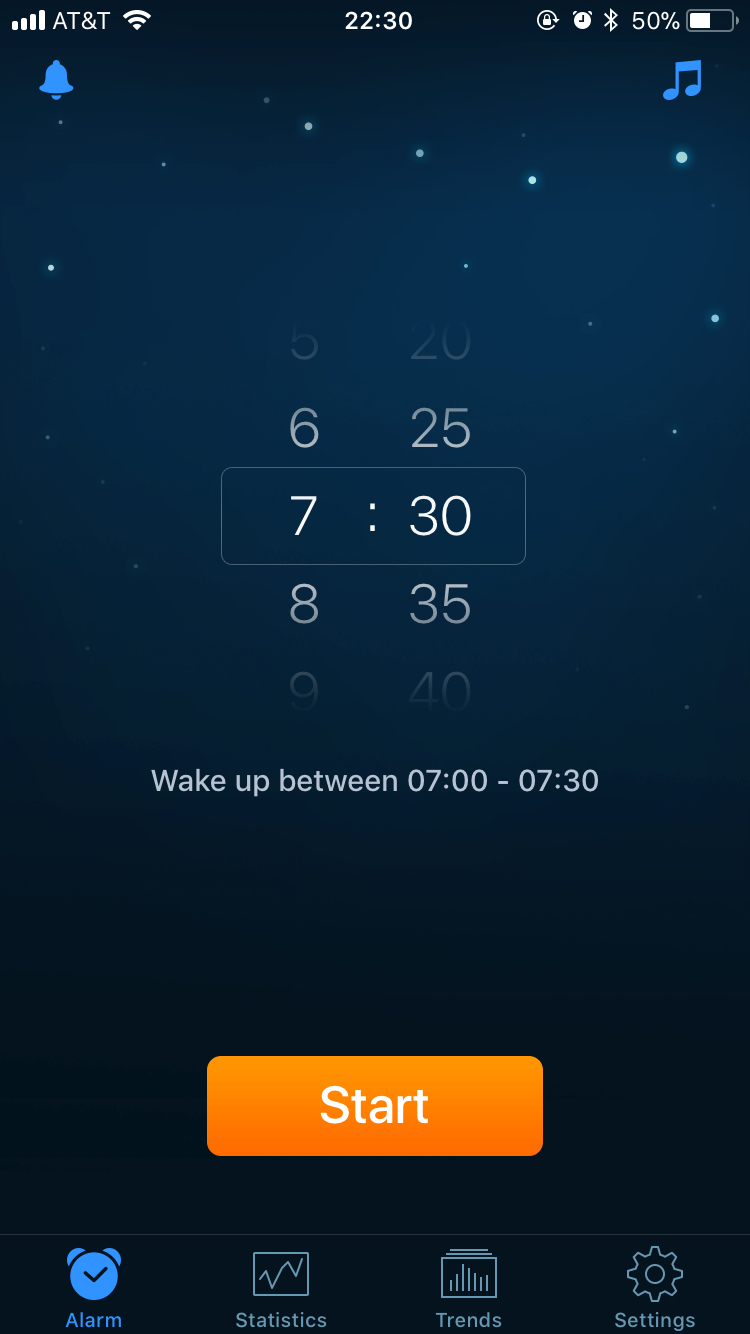 AT&T 22:30 50%
5 20
6 25
7 : 30
8 35
9 40
Wake up between 07:00 - 07:30
Start
Alarm Statistics Trends Settings